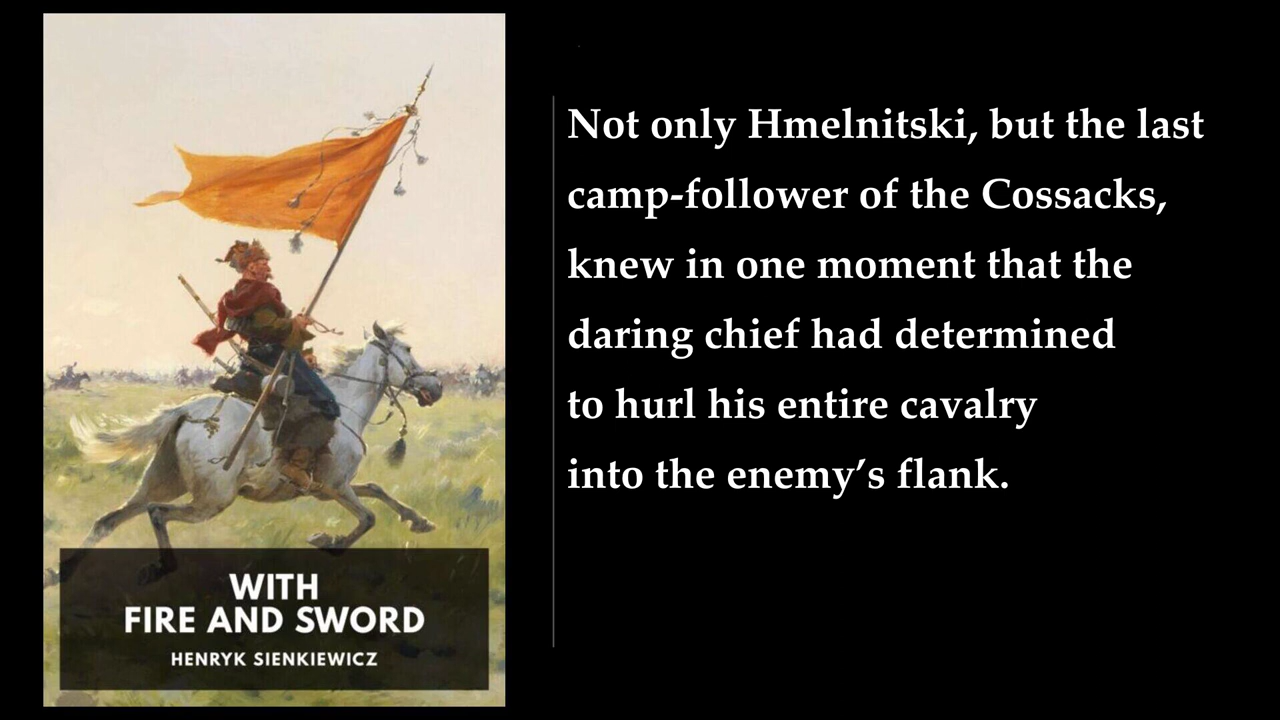 Not only Hmelnitski, but the last
camp-follower of the Cossacks,
knew in one moment that the
daring chief had determined
to hurl his entire cavalry
into the enemy’s flank.
WITH
FIRE AND SWORD
HENRYK SIENKIEWICZ